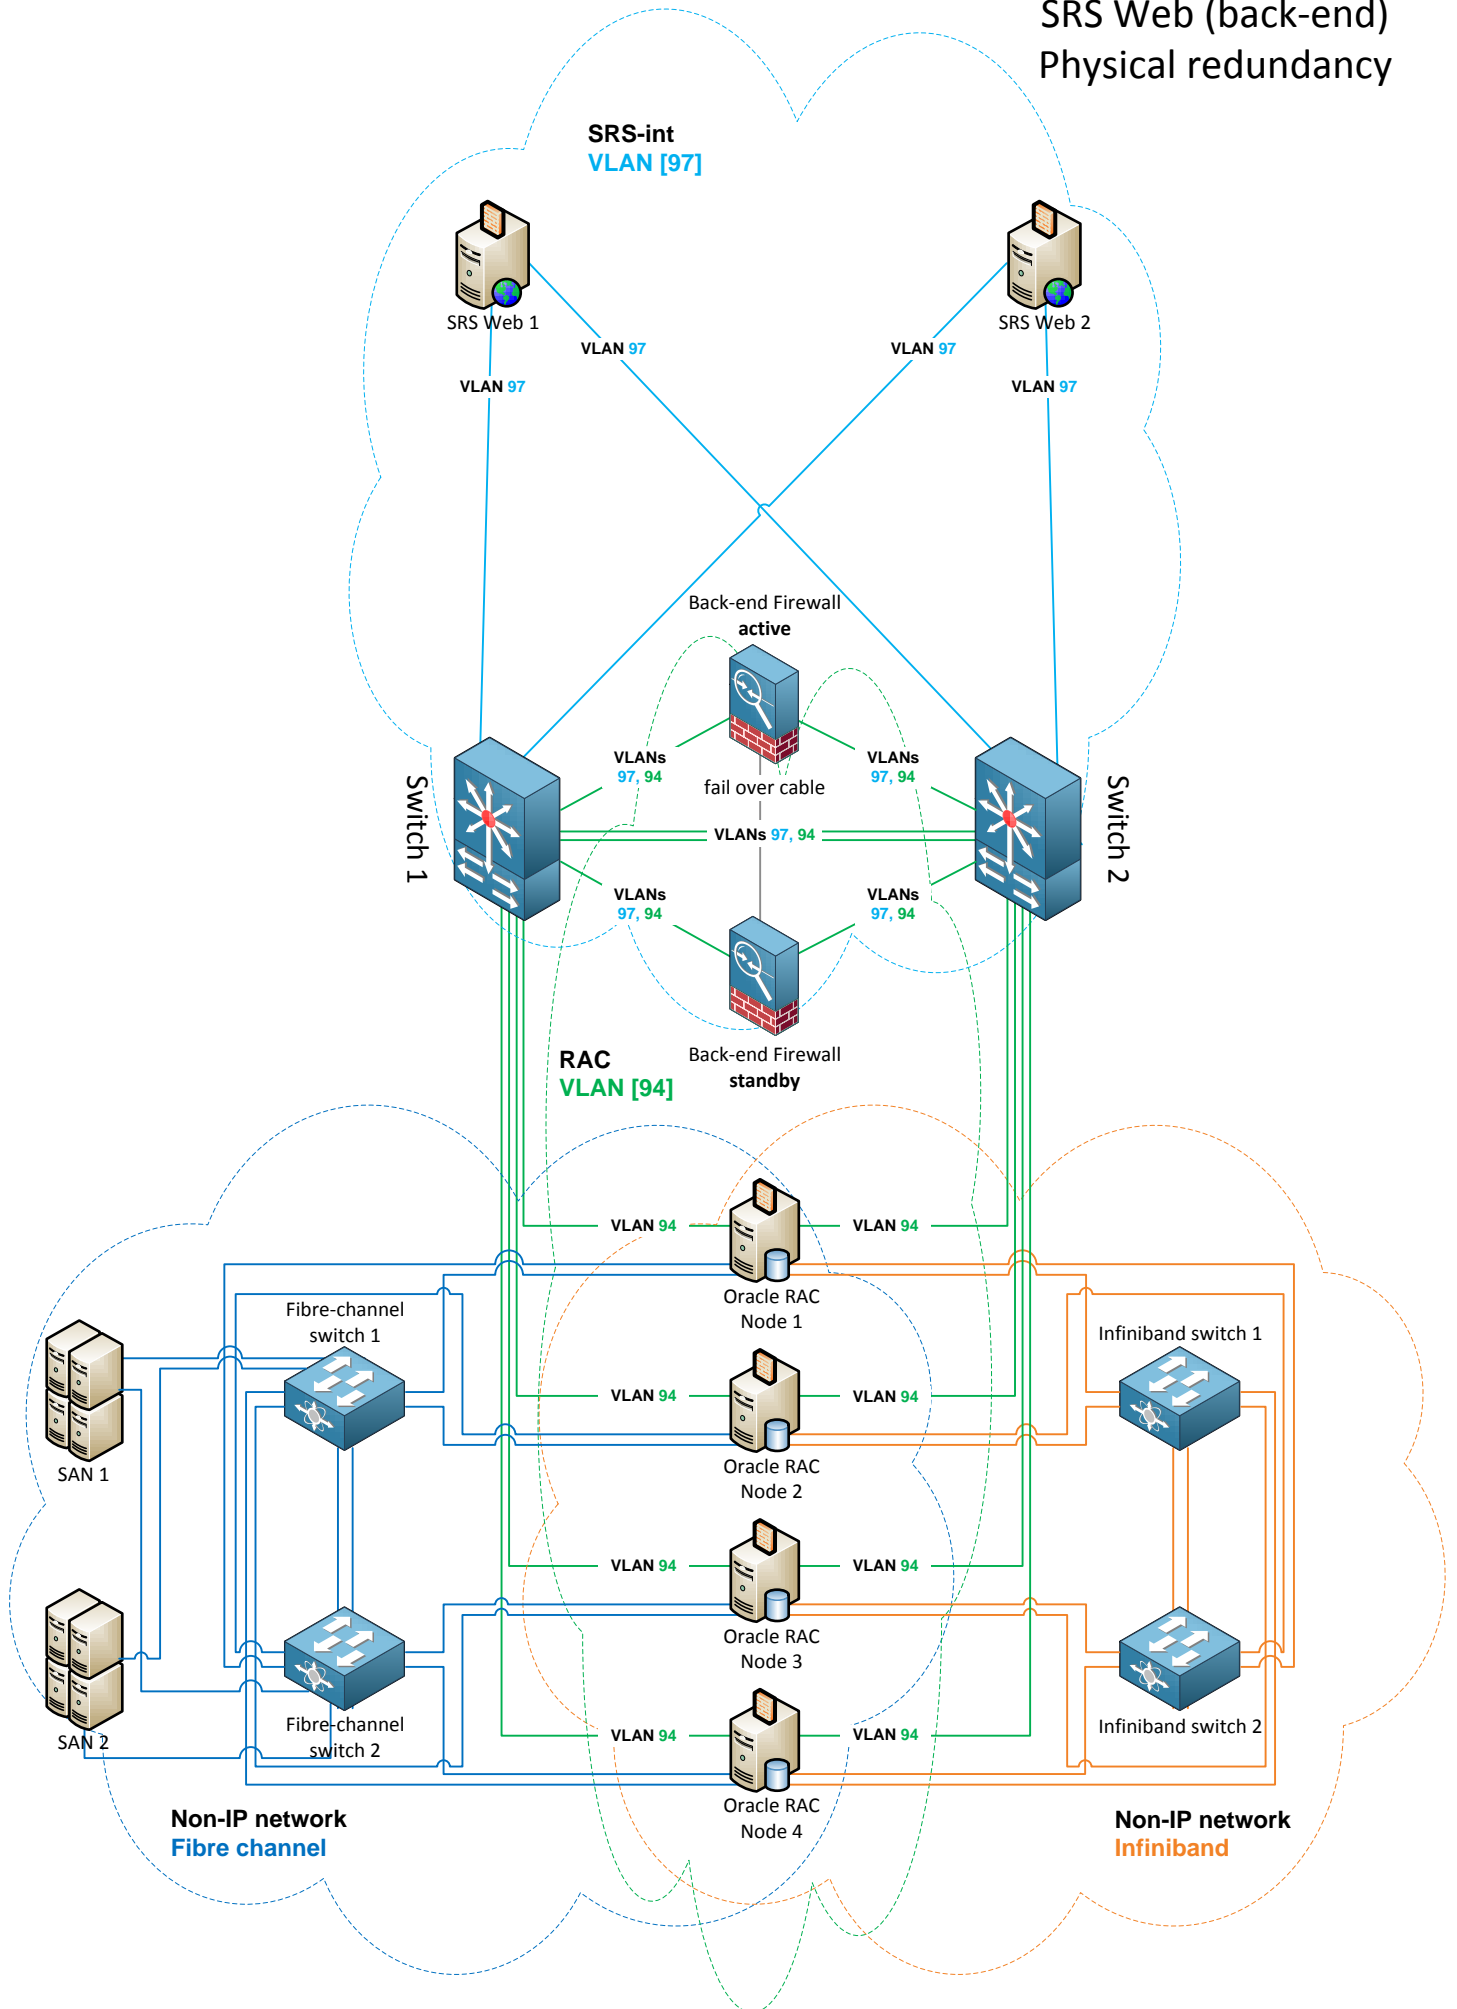 SRS Web (back-end)
Physical redundancy
SRS-int
VLAN [97]
SRS Web 1
SRS Web 2
VLAN 97
VLAN 97
VLAN 97
VLAN 97
Back-end Firewall
active
VLANs
97, 94
VLANs
97, 94
Switch 1
fail over cable
Switch 2
VLANs 97, 94
VLANs
97, 94
VLANs
97, 94
RAC
VLAN [94]
Back-end Firewall
standby
VLAN 94
VLAN 94
Oracle RAC
Node 1
Fibre-channel
switch 1
Infiniband switch 1
VLAN 94
VLAN 94
SAN 1
Oracle RAC
Node 2
VLAN 94
VLAN 94
Oracle RAC
Node 3
Fibre-channel
switch 2
Infiniband switch 2
SAN 2
VLAN 94
VLAN 94
Oracle RAC
Node 4
Non-IP network
Fibre channel
Non-IP network
Infiniband